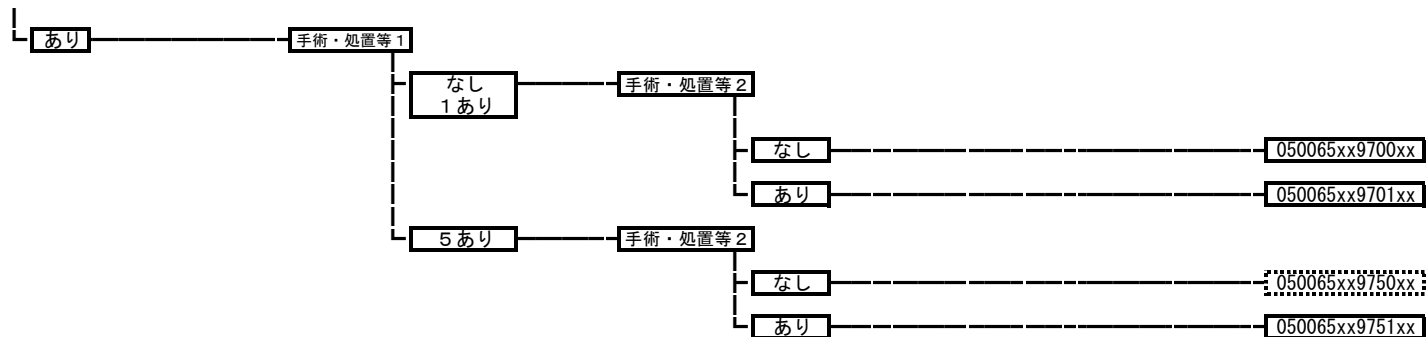 あり
手術・処置等１
なし
１あり
手術・処置等２
なし
050065xx9700xx
あり
050065xx9701xx
５あり
手術・処置等２
なし
050065xx9750xx
あり
050065xx9751xx